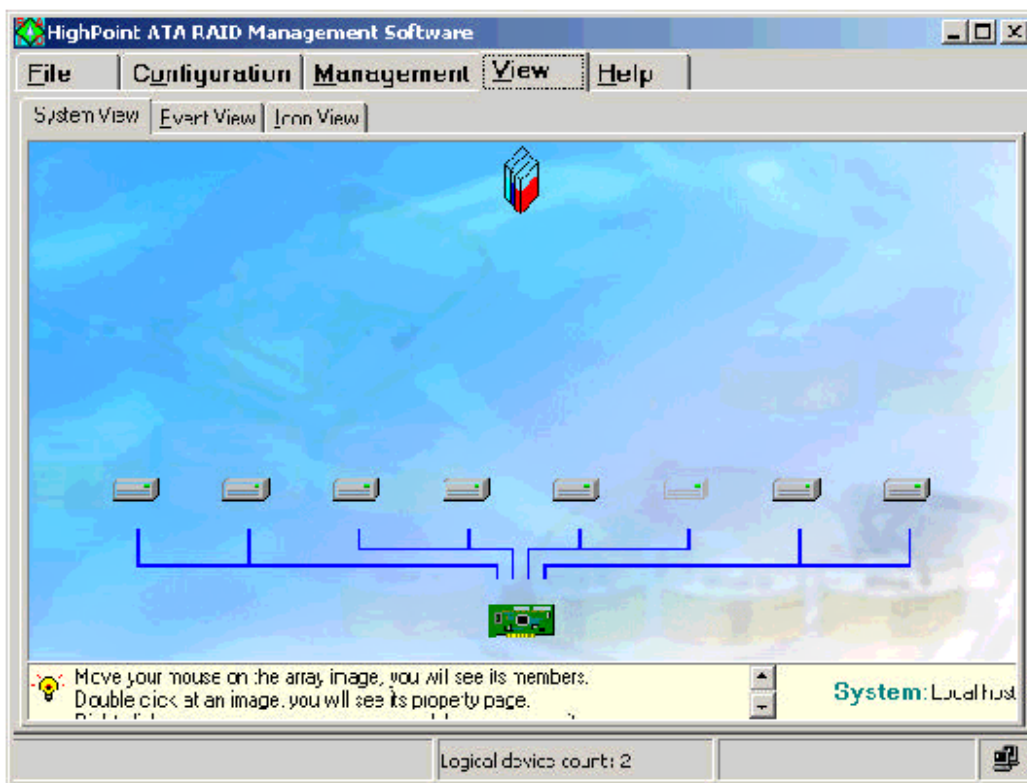 HighPoint ATA RAID Management Software
File Configuration Management View Help
System View Event View Icon View
Move your mouse on the array image, you will see its members.
Double click at an image, you will see its property page.
System: Localhost
Logical device count: 2